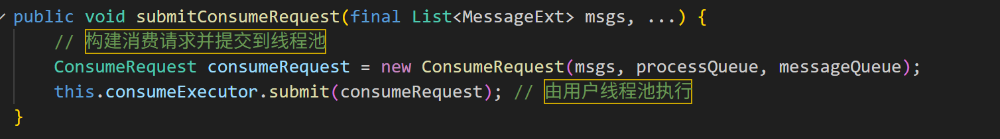 public void submitConsumeRequest(final List<MessageExt> msgs, ...) {
// 构建消费请求并提交到线程池
ConsumeRequest consumeRequest = new ConsumeRequest(msgs, processQueue, messageQueue);
this.consumeExecutor.submit(consumeRequest); // 由用户线程池执行
}